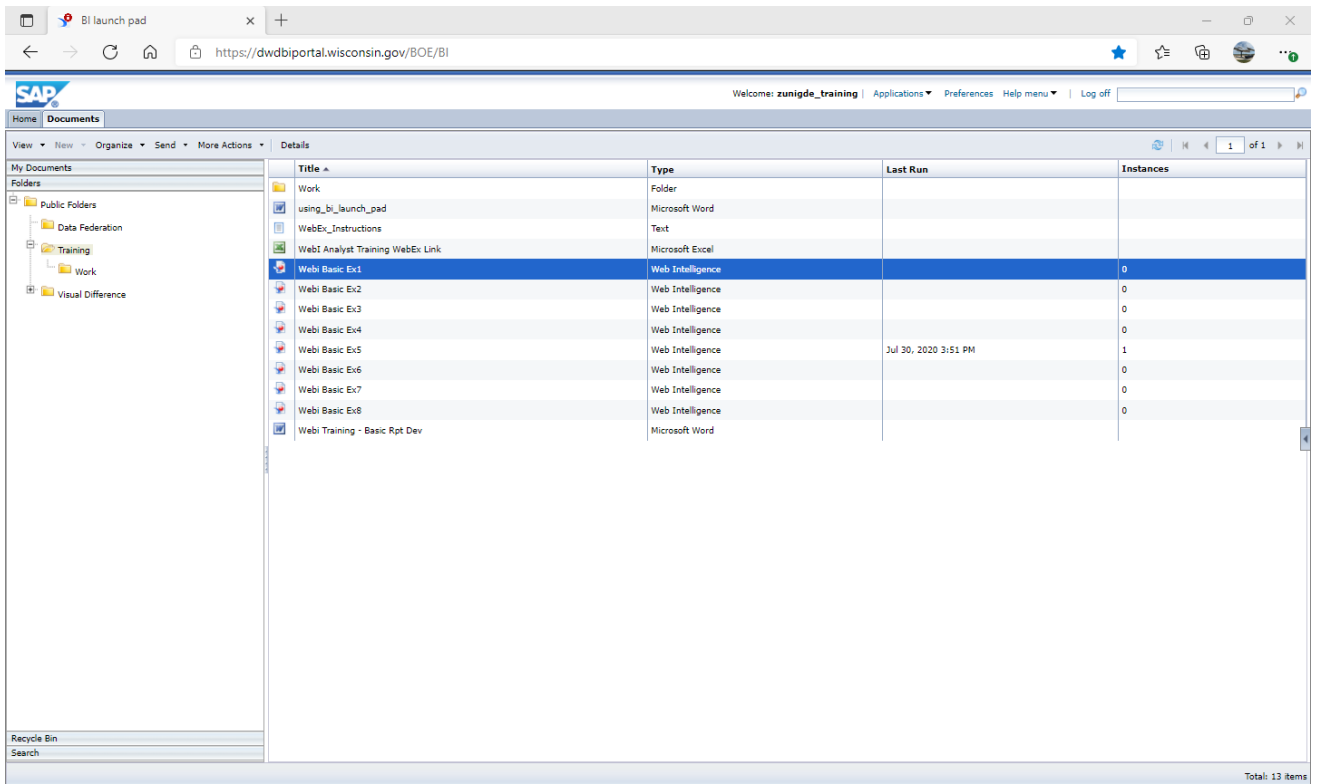 BI launch pad
https://dwdbiportal.wisconsin.gov/BOE/BI
SAP
Welcome: zunigde_training | Applications Preferences Help menu | Log off
Home Documents
View New Organize Send More Actions Details 1 of 1
My Documents
Folders
Public Folders
Data Federation
Training
Work
Visual Difference
Title Type Last Run Instances
Work Folder
using_bi_launch_pad Microsoft Word
WebEx_Instructions Text
WebI Analyst Training WebEx Link Microsoft Excel
Webi Basic Ex1 Web Intelligence 0
Webi Basic Ex2 Web Intelligence 0
Webi Basic Ex3 Web Intelligence 0
Webi Basic Ex4 Web Intelligence 0
Webi Basic Ex5 Web Intelligence Jul 30, 2020 3:51 PM 1
Webi Basic Ex6 Web Intelligence 0
Webi Basic Ex7 Web Intelligence 0
Webi Basic Ex8 Web Intelligence 0
Webi Training - Basic Rpt Dev Microsoft Word
Recycle Bin
Search
Total: 13 items